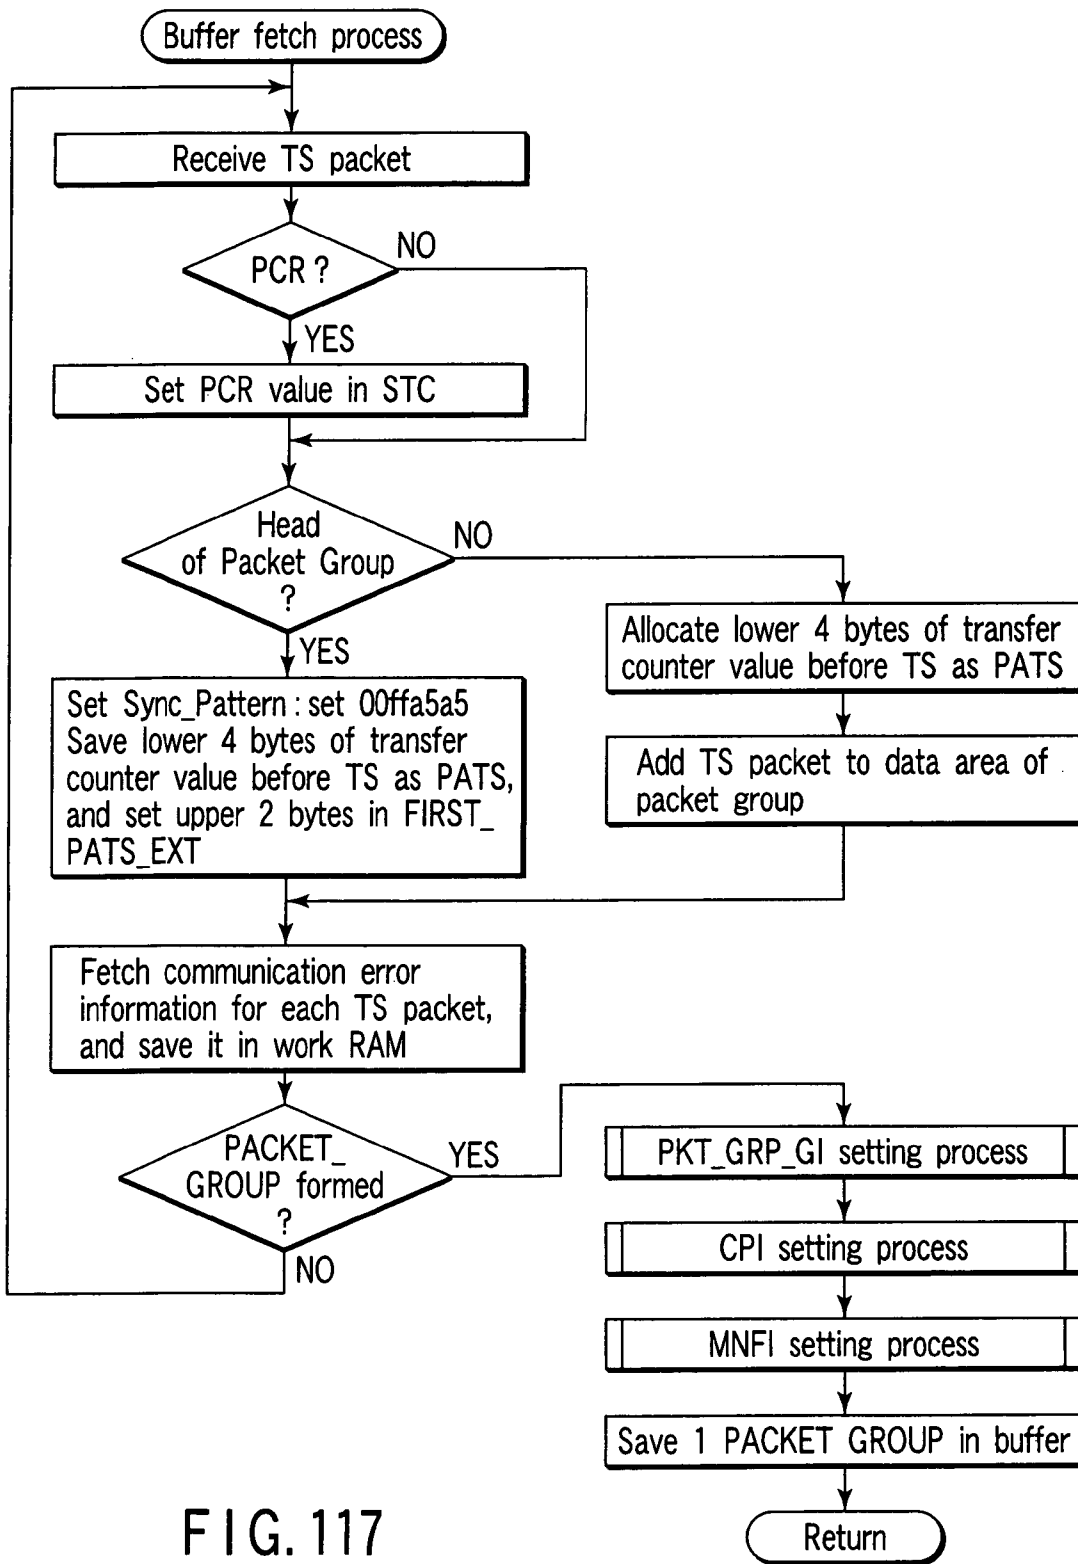 Buffer fetch process
Receive TS packet
PCR ?
NO
YES
Set PCR value in STC
Head
of Packet Group
?
NO
YES
Set Sync_Pattern : set 00ffa5a5
Save lower 4 bytes of transfer
counter value before TS as PATS,
and set upper 2 bytes in FIRST_
PATS_EXT
Allocate lower 4 bytes of transfer
counter value before TS as PATS
Add TS packet to data area of
packet group
Fetch communication error
information for each TS packet,
and save it in work RAM
PACKET_
GROUP formed
?
YES
NO
PKT_GRP_GI setting process
CPI setting process
MNFI setting process
Save 1 PACKET GROUP in buffer
Return
FIG. 117